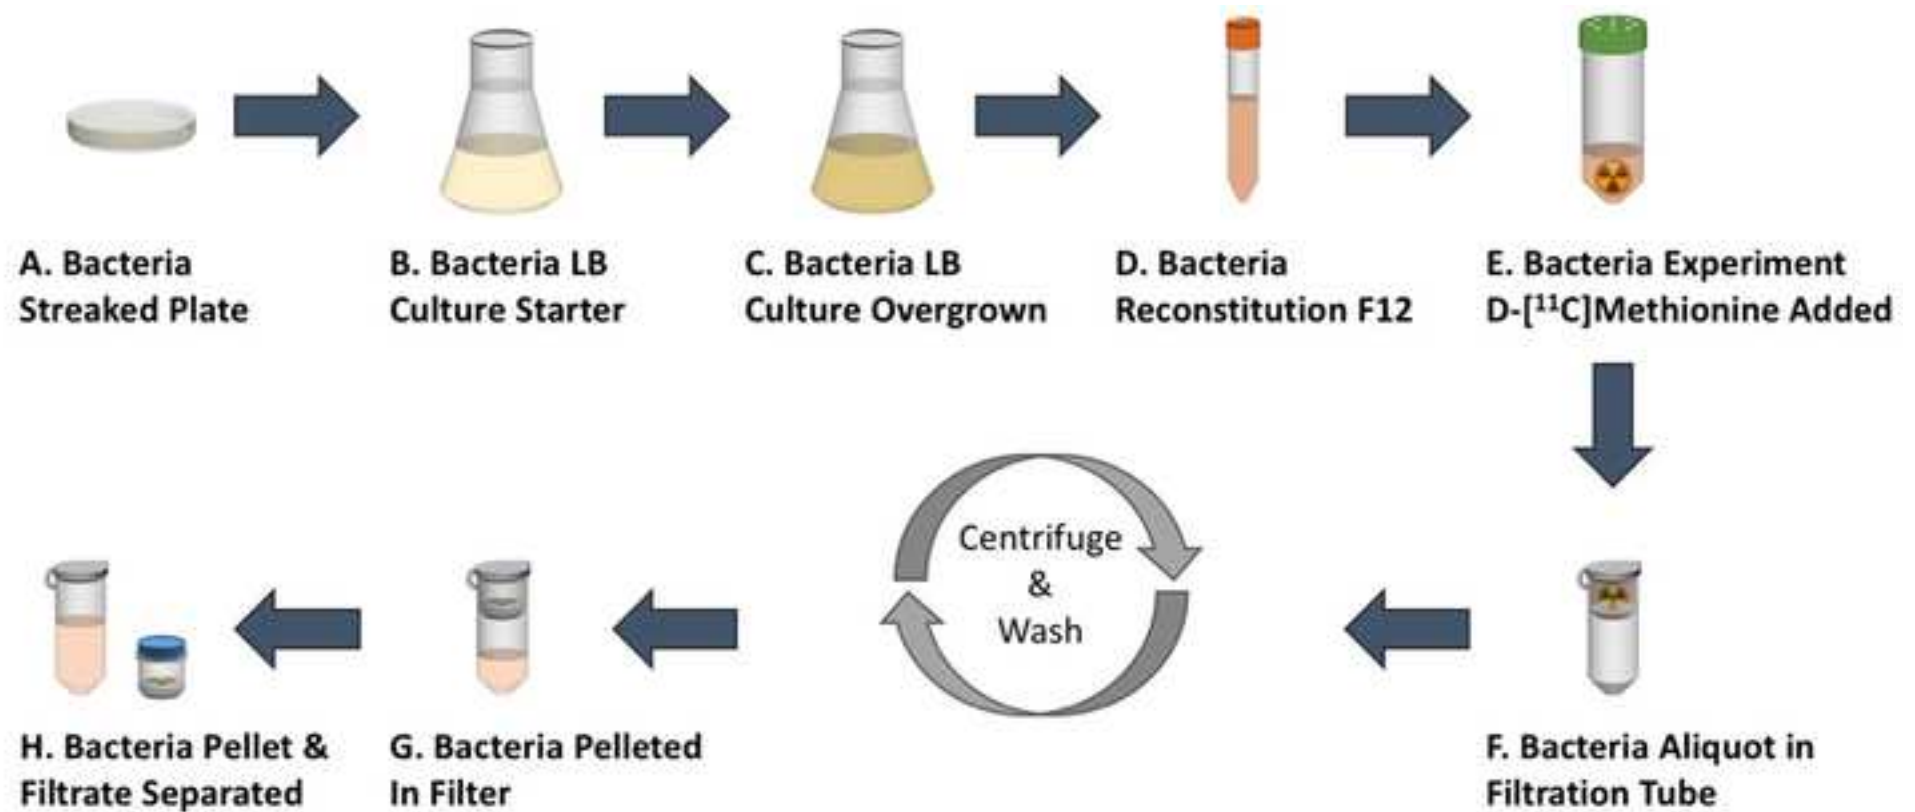 A. Bacteria
Streaked Plate
B. Bacteria LB
Culture Starter
C. Bacteria LB
Culture Overgrown
D. Bacteria
Reconstitution F12
E. Bacteria Experiment
D-[¹¹C]Methionine Added
F. Bacteria Aliquot in
Filtration Tube
Centrifuge
&
Wash
G. Bacteria Pelleted
In Filter
H. Bacteria Pellet &
Filtrate Separated